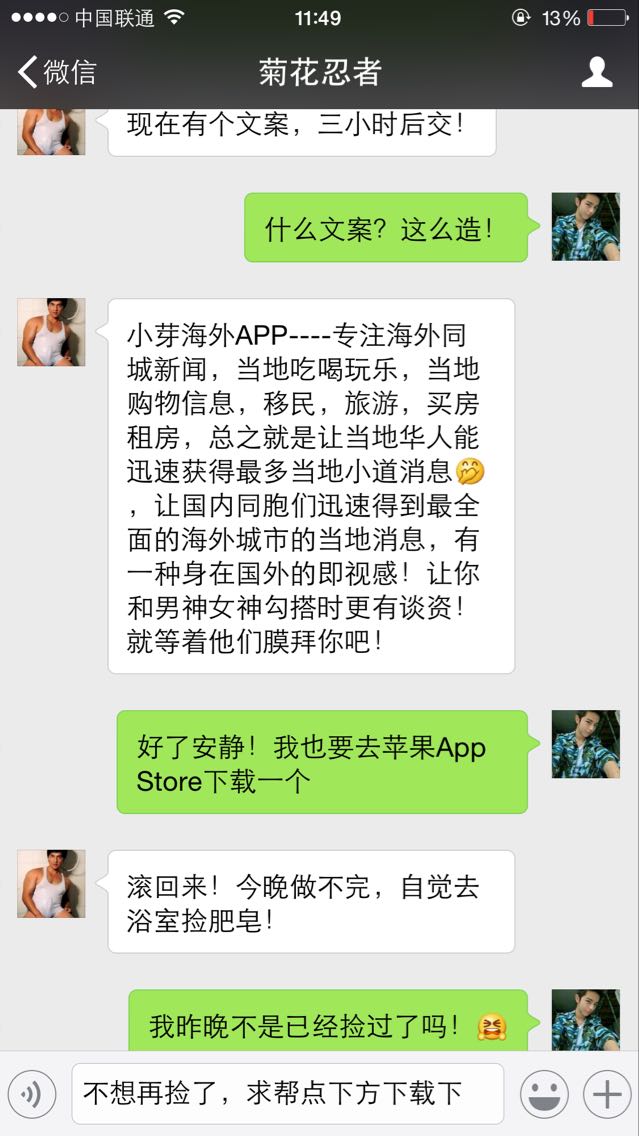 中国联通 11:49 13%
微信 菊花忍者
现在有个文案，三小时后交！
什么文案？这么造！
小芽海外APP----专注海外同
城新闻，当地吃喝玩乐，当地
购物信息，移民，旅游，买房
租房，总之就是让当地华人能
迅速获得最多当地小道消息🤭
，让国内同胞们迅速得到最全
面的海外城市的当地消息，有
一种身在国外的即视感！让你
和男神女神勾搭时更有谈资！
就等着他们膜拜你吧！
好了安静！我也要去苹果App
Store下载一个
滚回来！今晚做不完，自觉去
浴室捡肥皂！
我昨晚不是已经捡过了吗！😫
不想再捡了，求帮点下方下载下